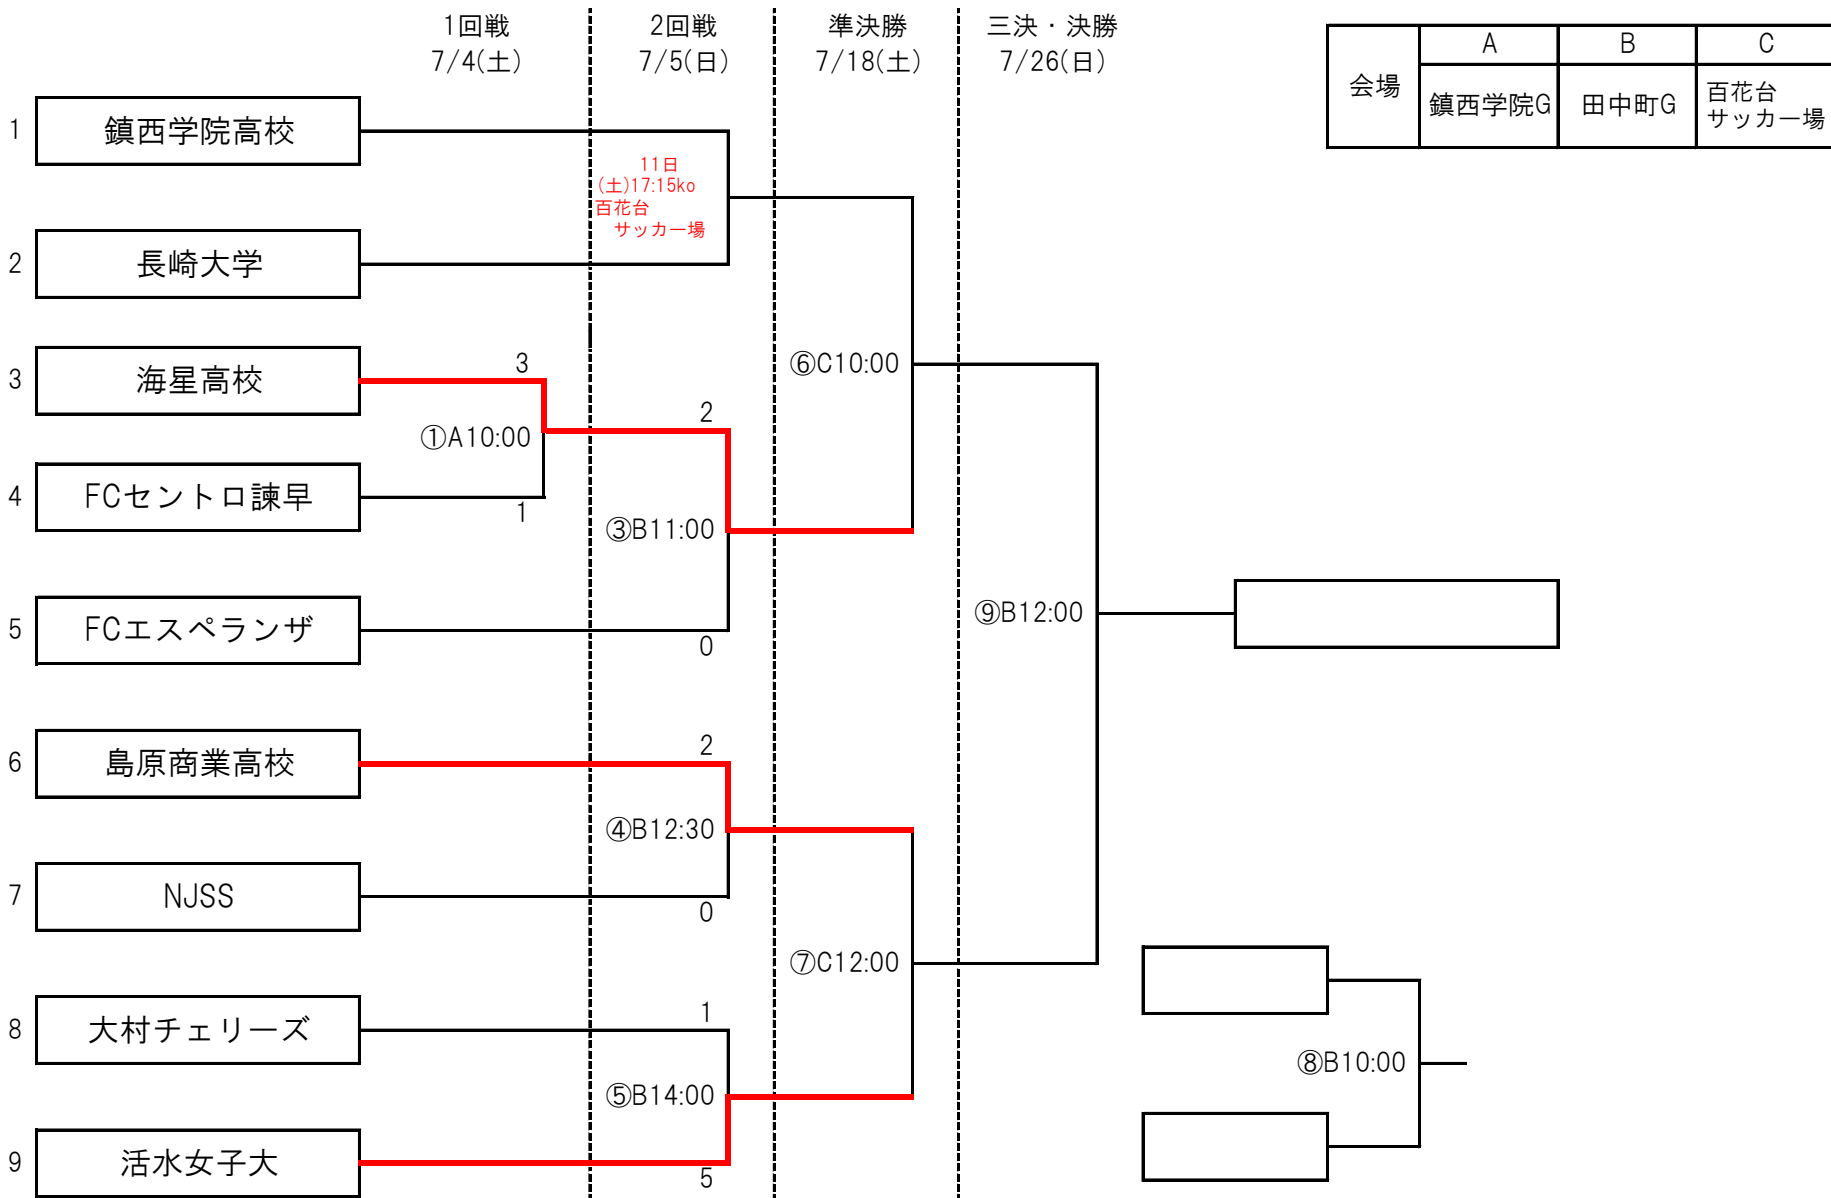 1回戦
7/4(土)
2回戦
7/5(日)
準決勝
7/18(土)
三決・決勝
7/26(日)
会場
A
B
C
鎮西学院G
田中町G
百花台
サッカー場
1
鎮西学院高校
11日
(土)17:15ko
百花台
サッカー場
2
長崎大学
3
海星高校
3
⑥C10:00
2
①A10:00
4
FCセントロ諫早
1
③B11:00
5
FCエスペランザ
0
⑨B12:00
6
島原商業高校
2
④B12:30
7
NJSS
0
⑦C12:00
8
大村チェリーズ
1
⑧B10:00
⑤B14:00
9
活水女子大
5